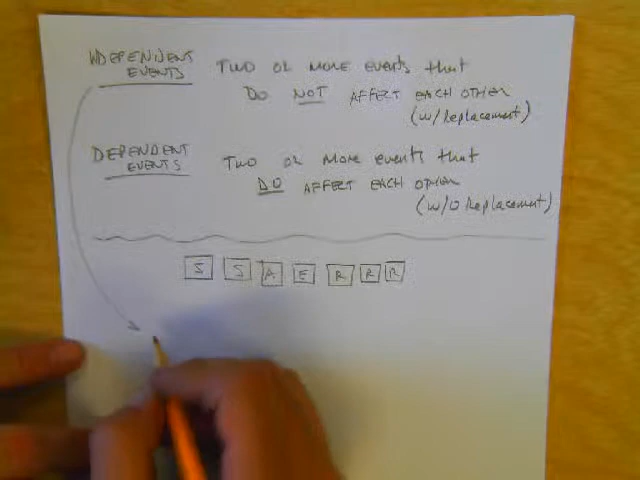 INDEPENDENT EVENTS TWO OR MORE EVENTS that
DO NOT AFFECT EACH OTHER
(w/ Replacement)
DEPENDENT EVENTS TWO OR MORE EVENTS that
DO AFFECT EACH OTHER
(w/o Replacement)
S S A E R R R